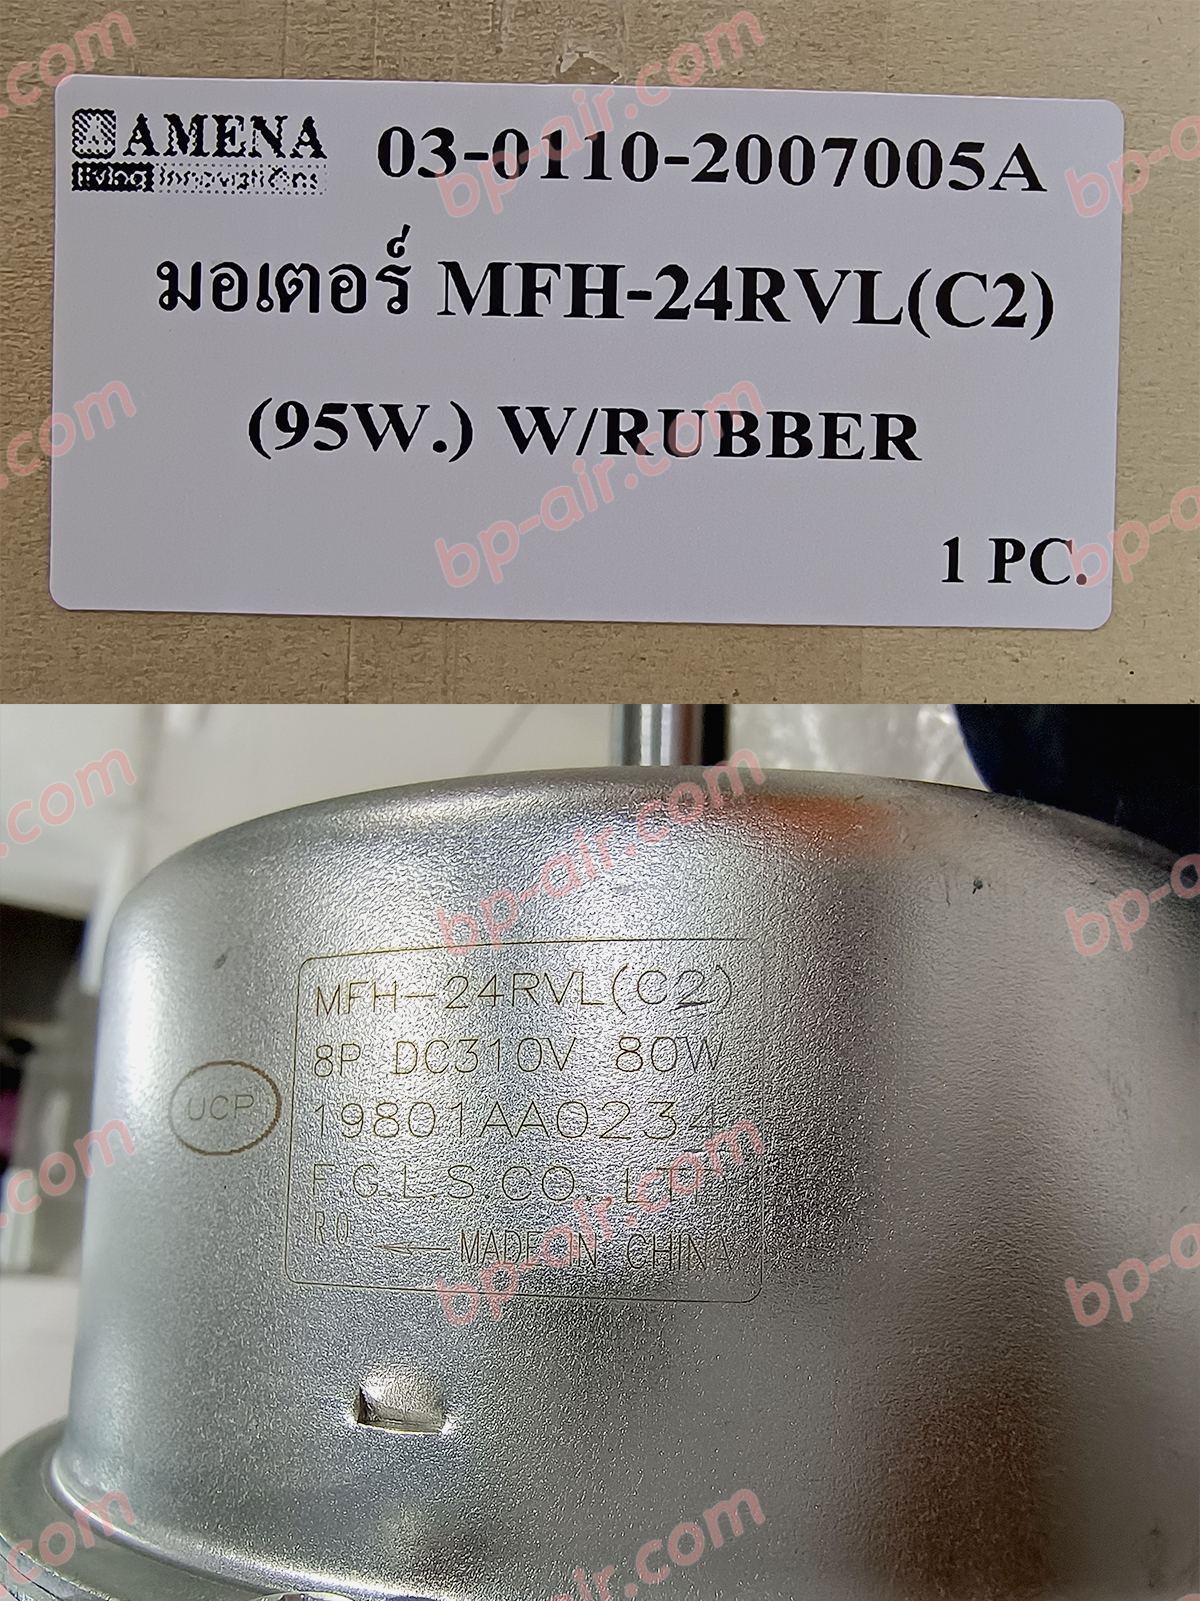 AMENA
living innovations
03-0110-2007005A
มอเตอร์ MFH-24RVL(C2)
(95W.) W/RUBBER
1 PC.
MFH-24RVL(C2)
8P DC310V 80W
UCP
19801AA0234
F.G.L.S.CO.,LTD
R0
MADE IN CHINA
bp-air.com